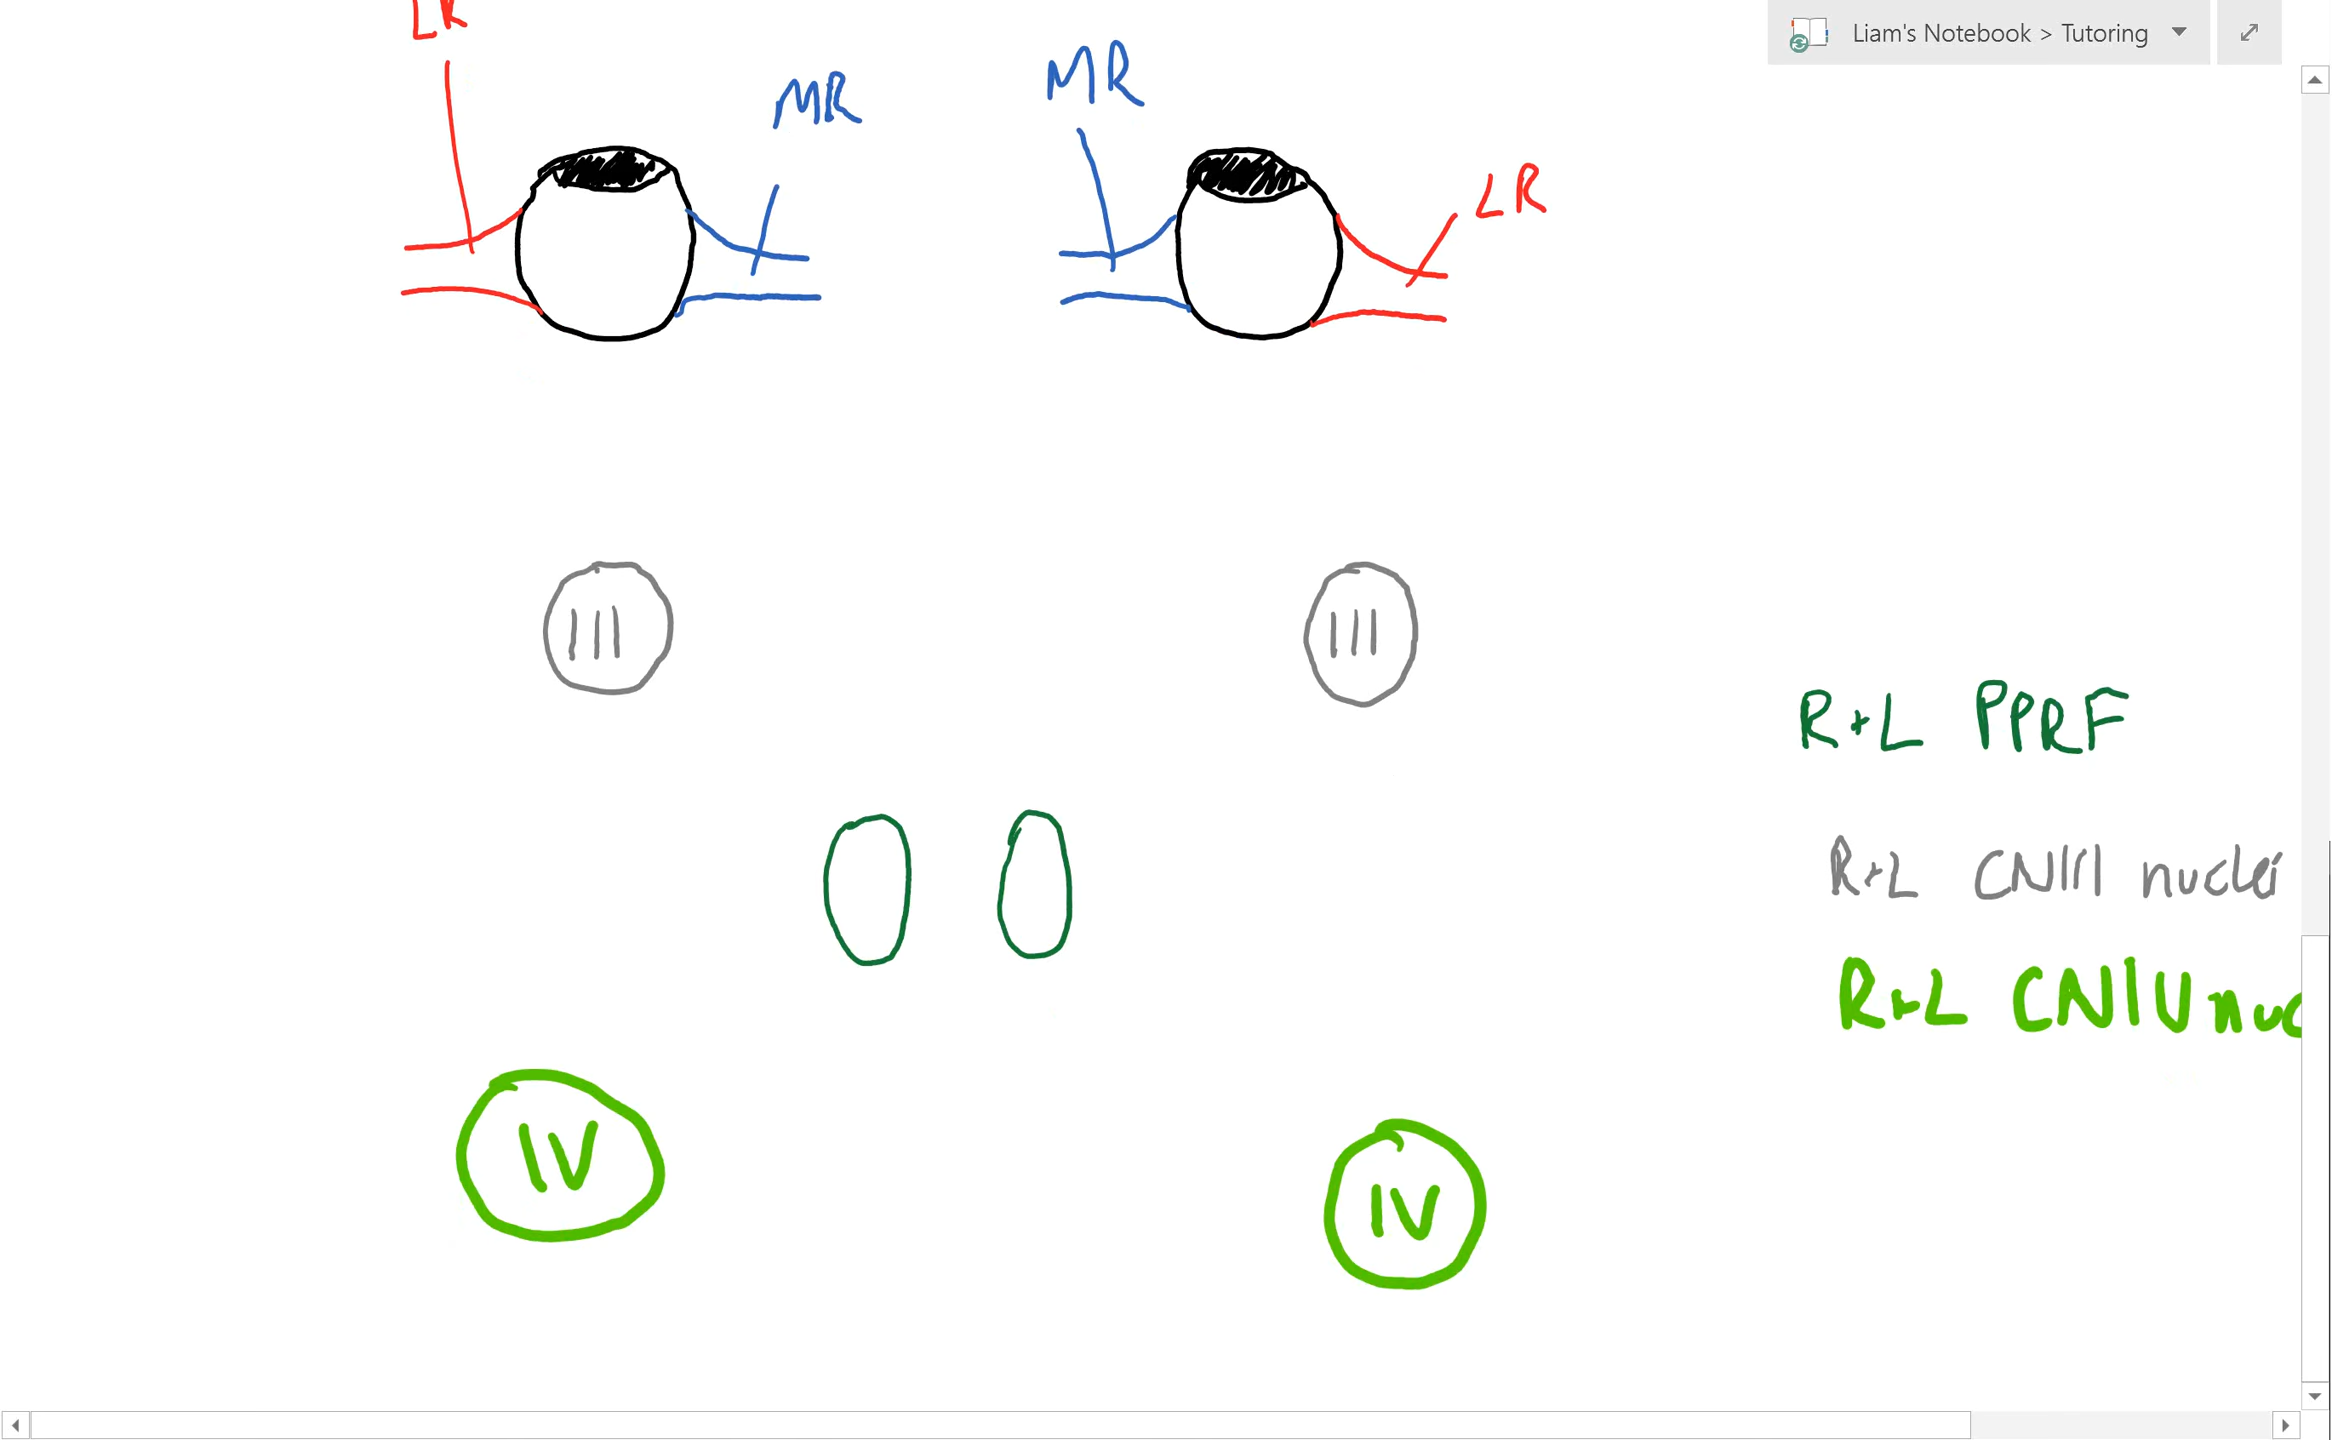 LR
Liam's Notebook > Tutoring
MR
MR
LR
III
III
R+L PPRF
R+L CNIII nuclei
R+L CNIV nuc
IV
IV